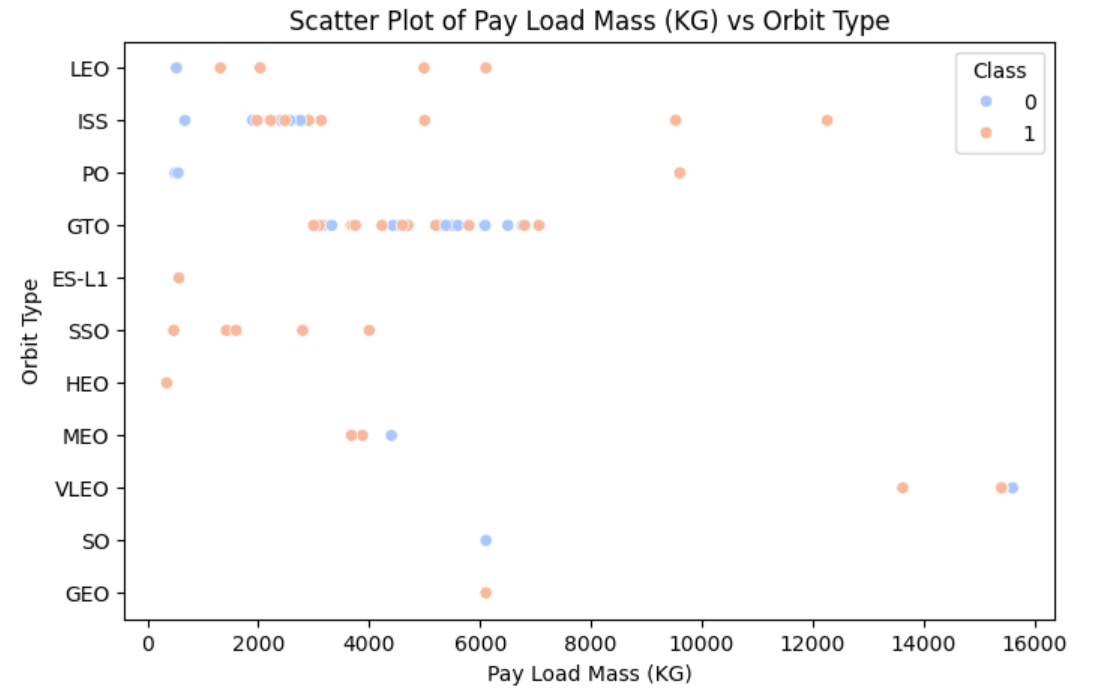 Scatter Plot of Pay Load Mass (KG) vs Orbit Type
Class
0
1
Orbit Type
LEO
ISS
PO
GTO
ES-L1
SSO
HEO
MEO
VLEO
SO
GEO
0 2000 4000 6000 8000 10000 12000 14000 16000
Pay Load Mass (KG)